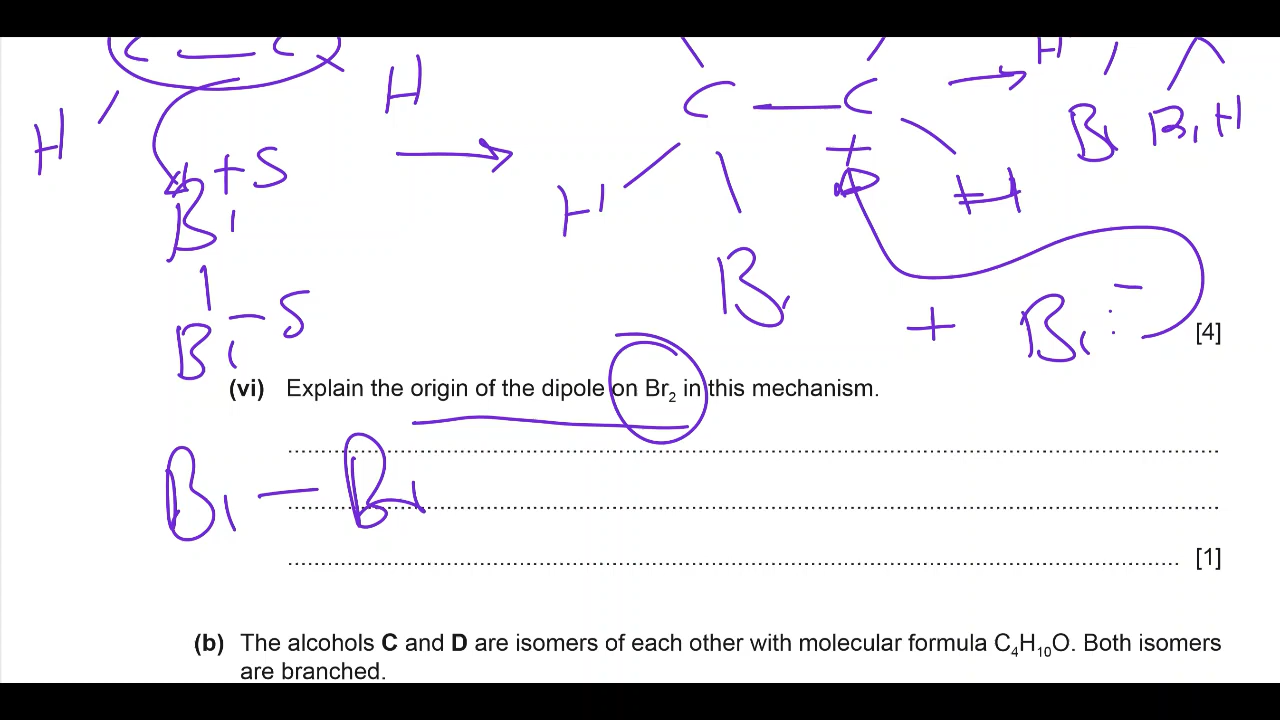 C — C
H
H
H
C — C
B B, H
+S
Br
H
Br
+
H
-S
Br
Br
+ Br : -
[4]
(vi) Explain the origin of the dipole on Br₂ in this mechanism.
Br — Br
[1]
(b) The alcohols C and D are isomers of each other with molecular formula C₄H₁₀O. Both isomers
are branched.